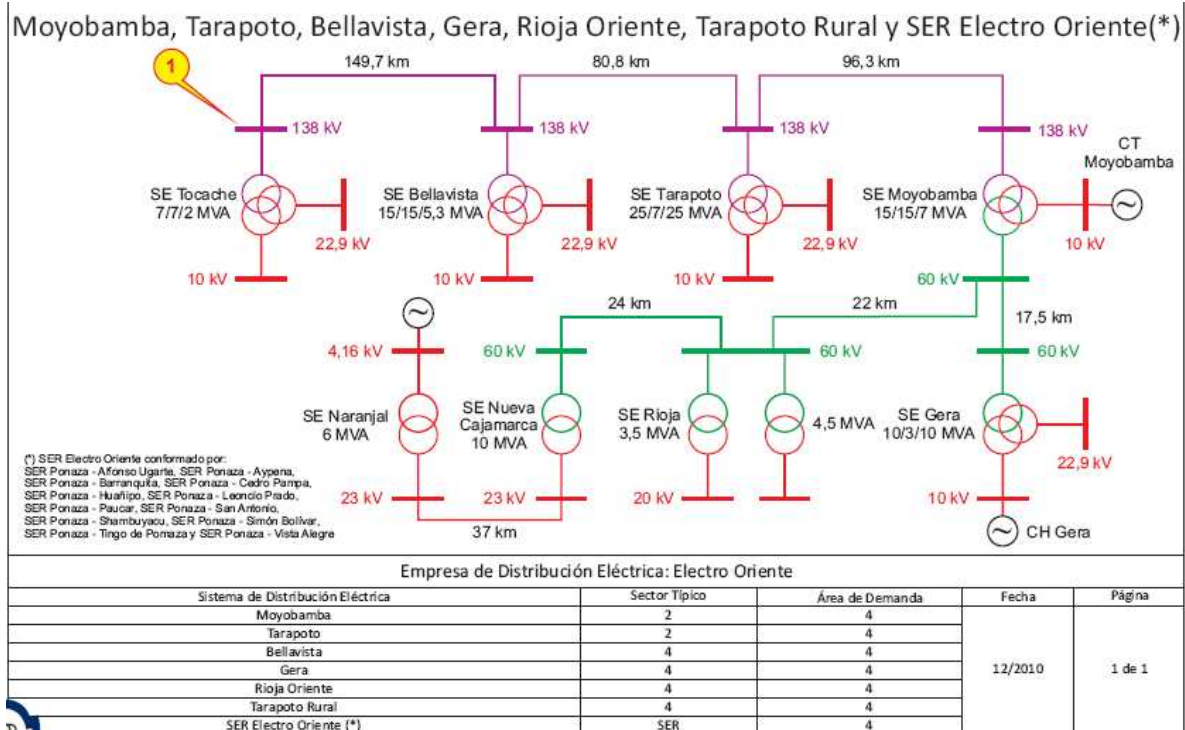 Moyobamba, Tarapoto, Bellavista, Gera, Rioja Oriente, Tarapoto Rural y SER Electro Oriente(*)
1
149,7 km
80,8 km
96,3 km
138 kV
138 kV
138 kV
138 kV
CT
Moyobamba
SE Tocache
7/7/2 MVA
SE Bellavista
15/15/5,3 MVA
SE Tarapoto
25/7/25 MVA
SE Moyobamba
15/15/7 MVA
22,9 kV
22,9 kV
22,9 kV
10 kV
10 kV
10 kV
10 kV
60 kV
24 km
22 km
17,5 km
4,16 kV
60 kV
60 kV
60 kV
SE Naranjal
6 MVA
SE Nueva
Cajamarca
10 MVA
SE Rioja
3,5 MVA
4,5 MVA
SE Gera
10/3/10 MVA
22,9 kV
(*) SER Electro Oriente conformado por:
SER Ponaza - Alfonso Ugarte, SER Ponaza - Aypena,
SER Ponaza - Barranquita, SER Ponaza - Cedro Pampa,
SER Ponaza - Huañipo, SER Ponaza - Leoncio Prado,
SER Ponaza - Paucar, SER Ponaza - San Antonio,
SER Ponaza - Shambuyacu, SER Ponaza - Simón Bolívar,
SER Ponaza - Tingo de Pomaza y SER Ponaza - Vista Alegre
23 kV
23 kV
20 kV
10 kV
37 km
CH Gera
Empresa de Distribución Eléctrica: Electro Oriente
Sistema de Distribución Eléctrica Sector Típico Área de Demanda Fecha Página
Moyobamba 2 4
Tarapoto 2 4
Bellavista 4 4
Gera 4 4 12/2010 1 de 1
Rioja Oriente 4 4
Tarapoto Rural 4 4
SER Electro Oriente (*) SER 4